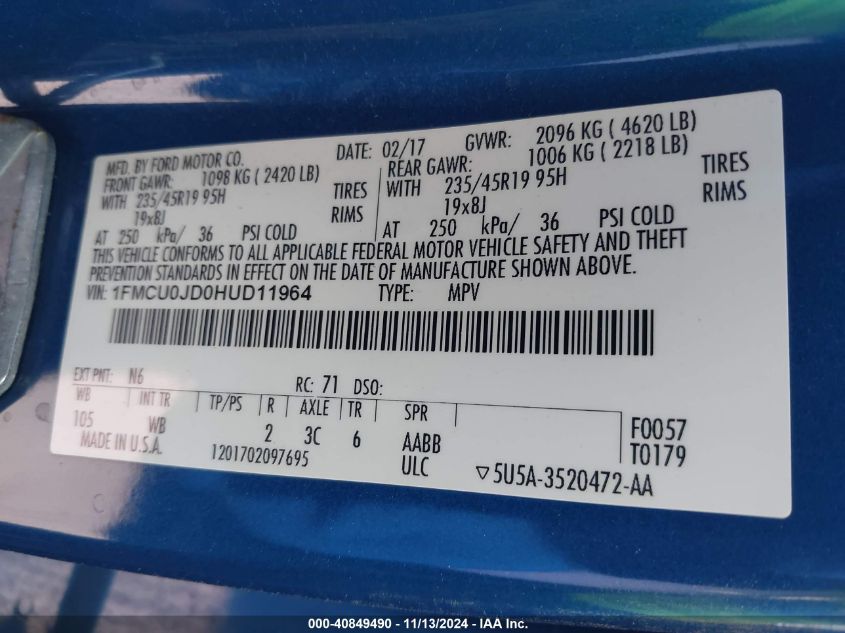 MFD. BY FORD MOTOR CO. DATE: 02/17 GVWR: 2096 KG ( 4620 LB)
FRONT GAWR: 1098 KG ( 2420 LB) REAR GAWR: 1006 KG ( 2218 LB)
WITH 235/45R19 95H TIRES WITH 235/45R19 95H TIRES
19x8J RIMS 19x8J RIMS
AT 250 kPa/ 36 PSI COLD AT 250 kPa/ 36 PSI COLD
THIS VEHICLE CONFORMS TO ALL APPLICABLE FEDERAL MOTOR VEHICLE SAFETY AND THEFT
PREVENTION STANDARDS IN EFFECT ON THE DATE OF MANUFACTURE SHOWN ABOVE.
VIN: 1FMCU0JD0HUD11964 TYPE: MPV
EXT PNT: N6 RC: 71 DSO:
WB INT TR TP/PS R AXLE TR SPR
105 WB 2 3C 6 AABB F0057
MADE IN U.S.A. 1201702097695 ULC T0179
▽5U5A-3520472-AA
000-40849490 - 11/13/2024 - IAA Inc.